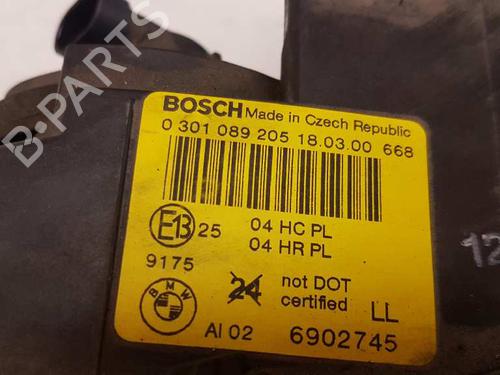 B-PARTS
BOSCH Made in Czech Republic
0 301 089 205 18.03.00 668
E13 25 04 HC PL
04 HR PL
9175
24 not DOT
certified LL
BMW
AI 02 6902745
12